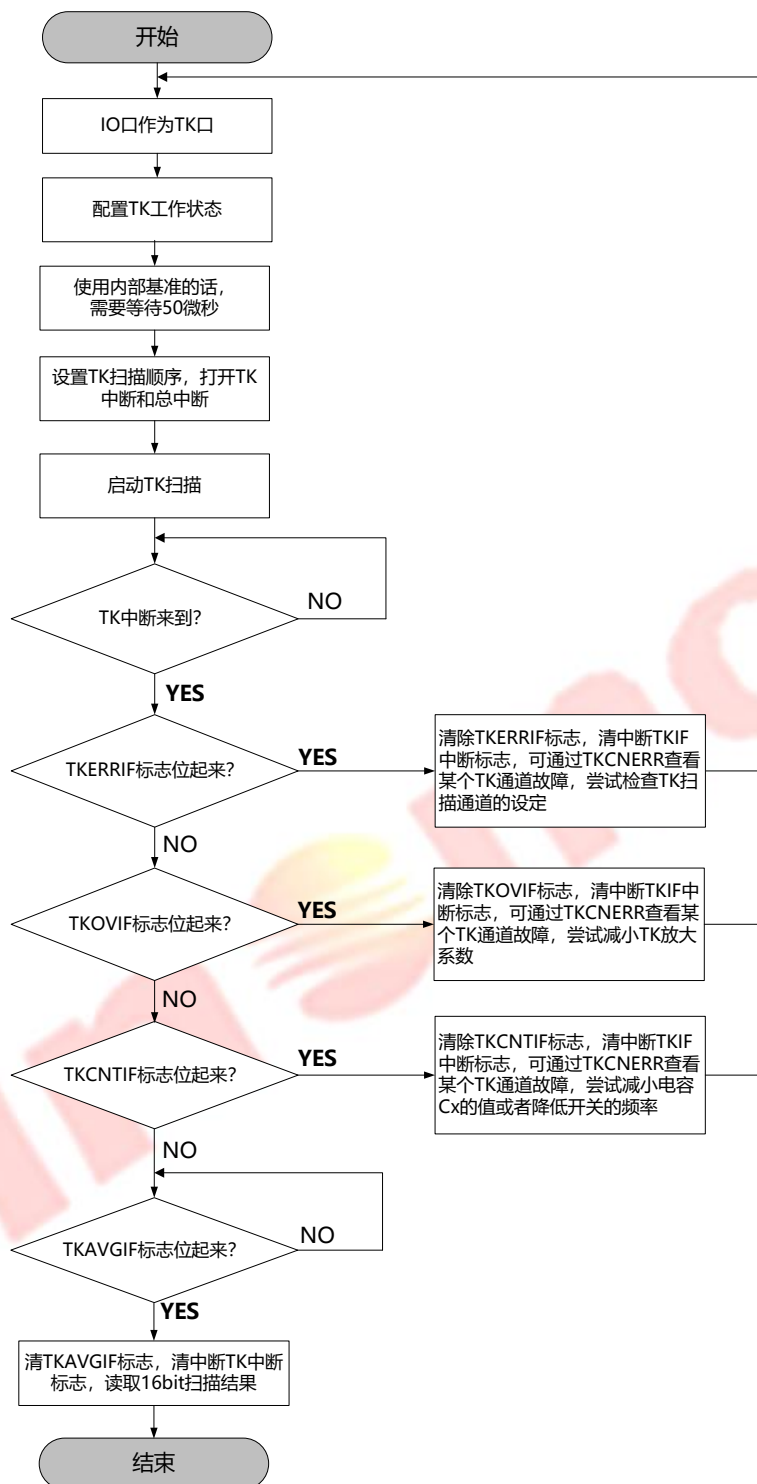 开始
IO口作为TK口
配置TK工作状态
使用内部基准的话，
需要等待50微秒
设置TK扫描顺序，打开TK
中断和总中断
启动TK扫描
TK中断来到？
NO
YES
TKERRIF标志位起来？
YES
清除TKERRIF标志，清中断TKIF
中断标志，可通过TKCNERR查看
某个TK通道故障，尝试检查TK扫
描通道的设定
NO
TKOVIF标志位起来？
YES
清除TKOVIF标志，清中断TKIF中
断标志，可通过TKCNERR查看某
个TK通道故障，尝试减小TK放大
系数
NO
TKCNTIF标志位起来？
YES
清除TKCNTIF标志，清中断TKIF
中断标志，可通过TKCNERR查看
某个TK通道故障，尝试减小电容
Cx的值或者降低开关的频率
NO
TKAVGIF标志位起来？
NO
YES
清TKAVGIF标志，清中断TK中断
标志，读取16bit扫描结果
结束